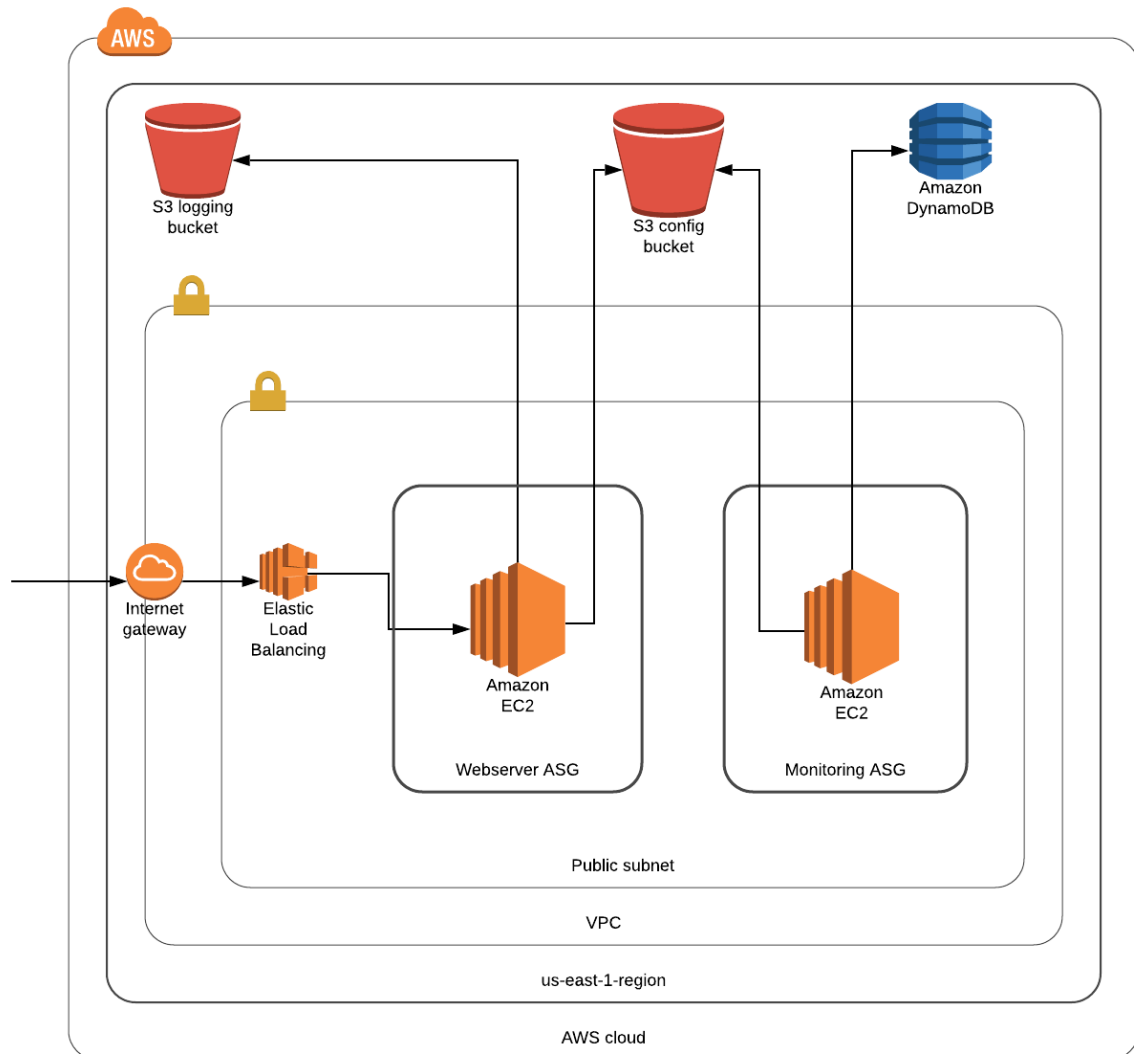 AWS
S3 logging
bucket
S3 config
bucket
Amazon
DynamoDB
Internet
gateway
Elastic
Load
Balancing
Amazon
EC2
Webserver ASG
Amazon
EC2
Monitoring ASG
Public subnet
VPC
us-east-1-region
AWS cloud